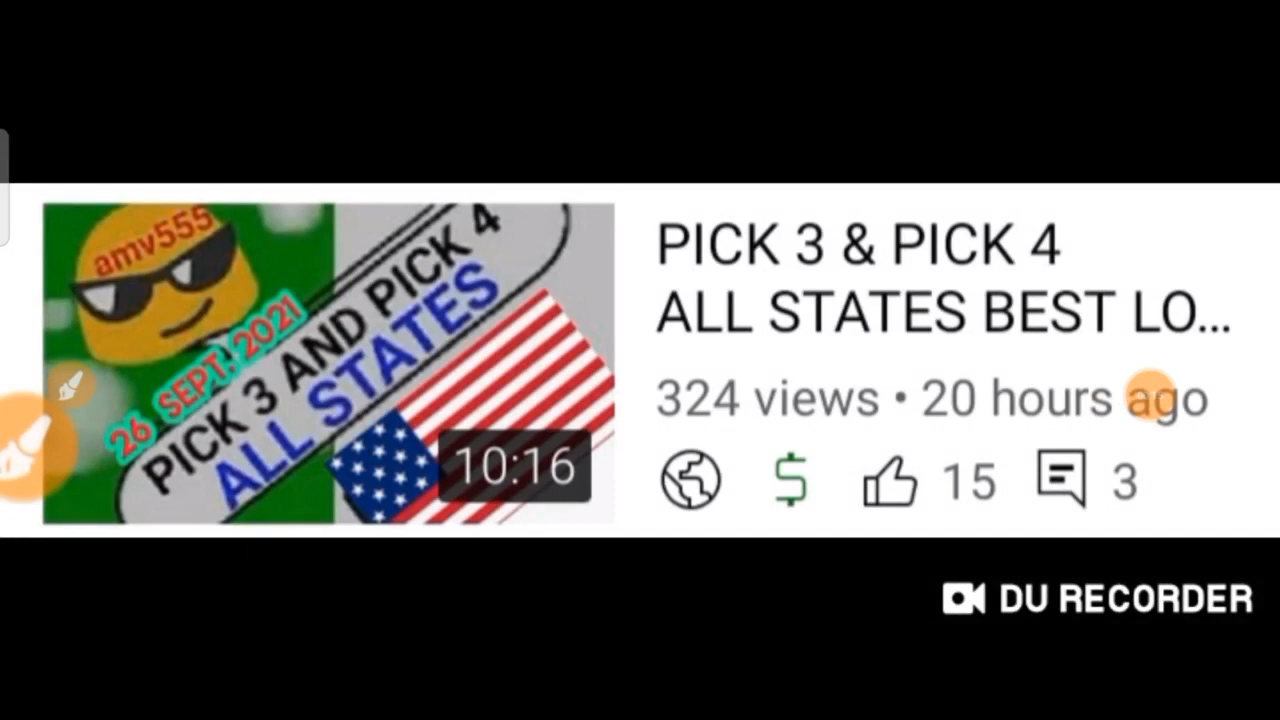 amv555
26 SEPT. 2021
PICK 3 AND PICK 4
ALL STATES
10:16
PICK 3 & PICK 4
ALL STATES BEST LO...
324 views • 20 hours ago
$ 15 3
DU RECORDER